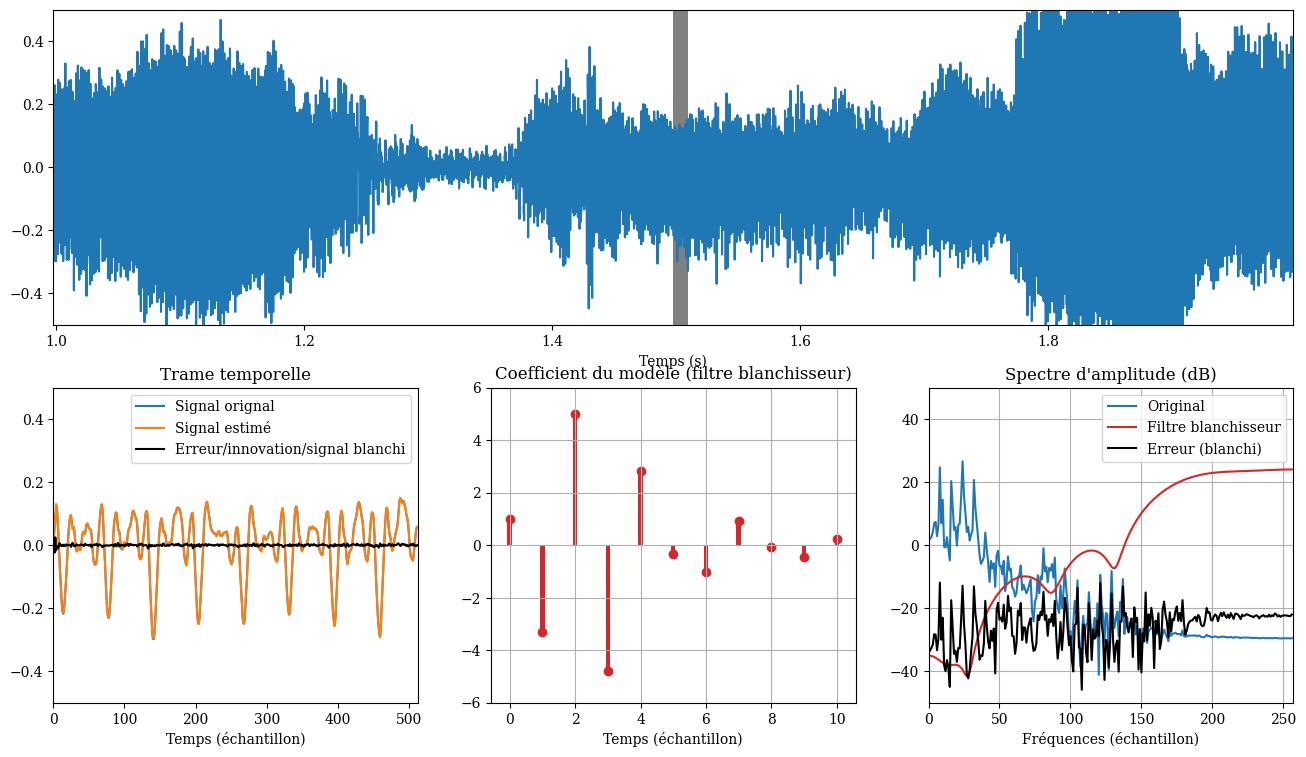 0.4
0.2
0.0
−0.2
−0.4
1.0 1.2 1.4 1.6 1.8
Temps (s)
Trame temporelle
0.4
0.2
0.0
−0.2
−0.4
Signal orignal
Signal estimé
Erreur/innovation/signal blanchi
0 100 200 300 400 500
Temps (échantillon)
Coefficient du modèle (filtre blanchisseur)
6
4
2
0
−2
−4
−6
0 2 4 6 8 10
Temps (échantillon)
Spectre d'amplitude (dB)
40
20
0
−20
−40
Original
Filtre blanchisseur
Erreur (blanchi)
0 50 100 150 200 250
Fréquences (échantillon)